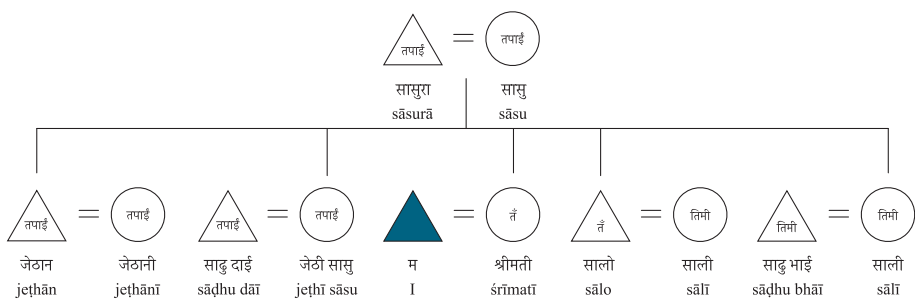 तपाईं तपाईं
सासुरा सासु
sāsurā sāsu
तपाईं तपाईं तपाईं तपाईं तँ तँ तिमी तिमी तिमी
जेठान जेठानी साढु दाई जेठी सासु म श्रीमती सालो साली साढु भाई साली
jeṭhān jeṭhānī sāḍhu dāī jeṭhī sāsu I śrīmatī sālo sālī sāḍhu bhāī sālī